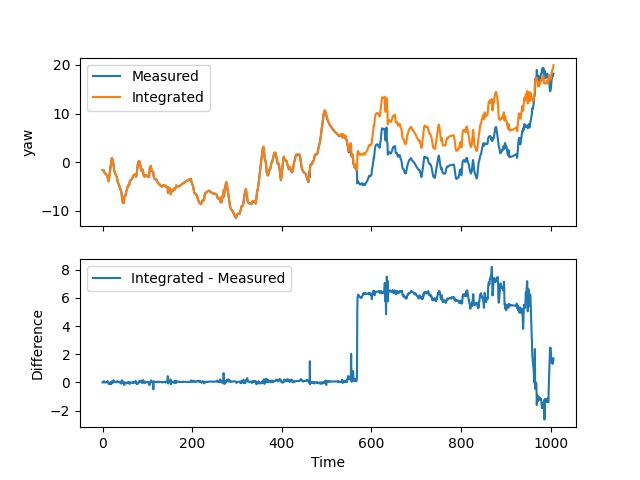 20
10
0
−10
yaw
Measured
Integrated
8
6
4
2
0
−2
Difference
Integrated - Measured
0
200
400
600
800
1000
Time